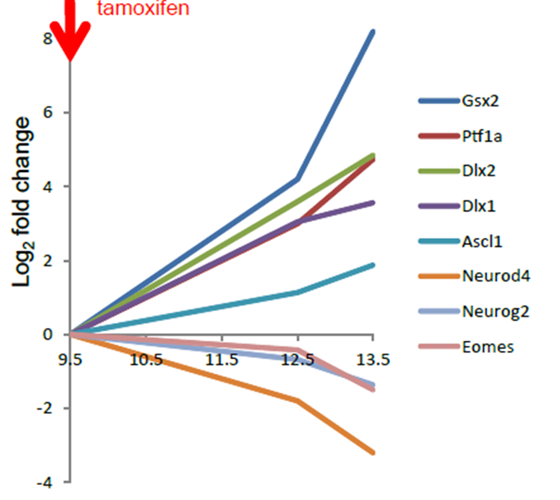 tamoxifen
Log2 fold change
8
6
4
2
0
-2
-4
9.5 10.5 11.5 12.5 13.5
Gsx2
Ptf1a
Dlx2
Dlx1
Ascl1
Neurod4
Neurog2
Eomes